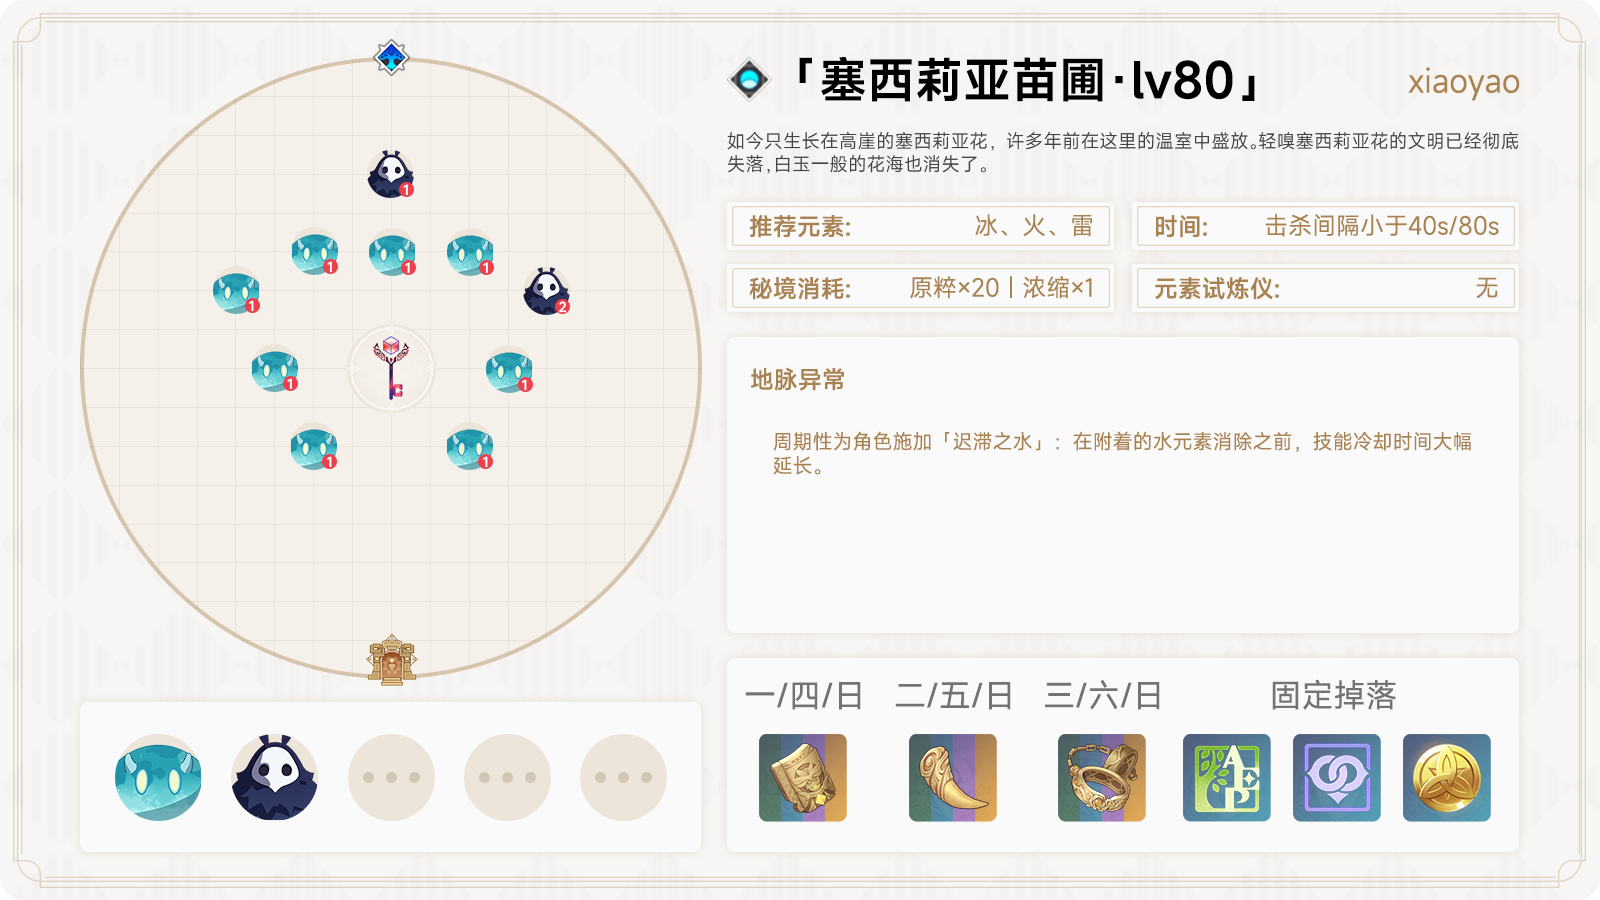 「塞西莉亚苗圃·lv80」
xiaoyao
如今只生长在高崖的塞西莉亚花，许多年前在这里的温室中盛放。轻嗅塞西莉亚花的文明已经彻底
失落,白玉一般的花海也消失了。
推荐元素: 冰、火、雷
时间: 击杀间隔小于40s/80s
秘境消耗: 原粹×20丨浓缩×1
元素试炼仪: 无
地脉异常
周期性为角色施加「迟滞之水」：在附着的水元素消除之前，技能冷却时间大幅
延长。
1
1
1
1
1
2
1
1
1
1
一/四/日 二/五/日 三/六/日 固定掉落
AEP